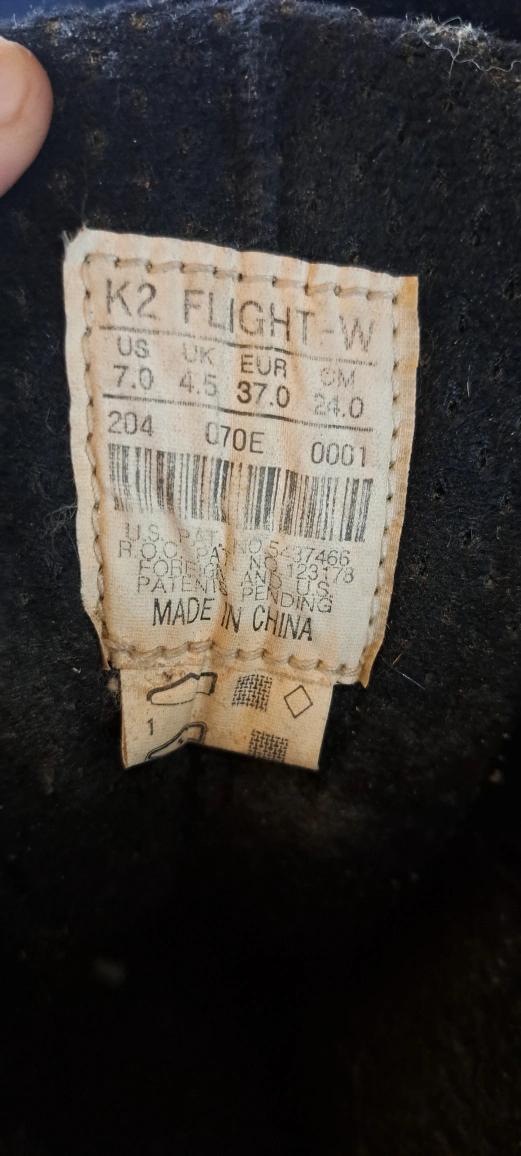 K2 FLIGHT-W
US UK EUR CM
7.0 4.5 37.0 24.0
204 070E 0001
U.S. PAT. NO 5437466
R.O.C. PAT. NO 123178
FOREIGN AND U.S.
PATENTS PENDING
MADE IN CHINA
1